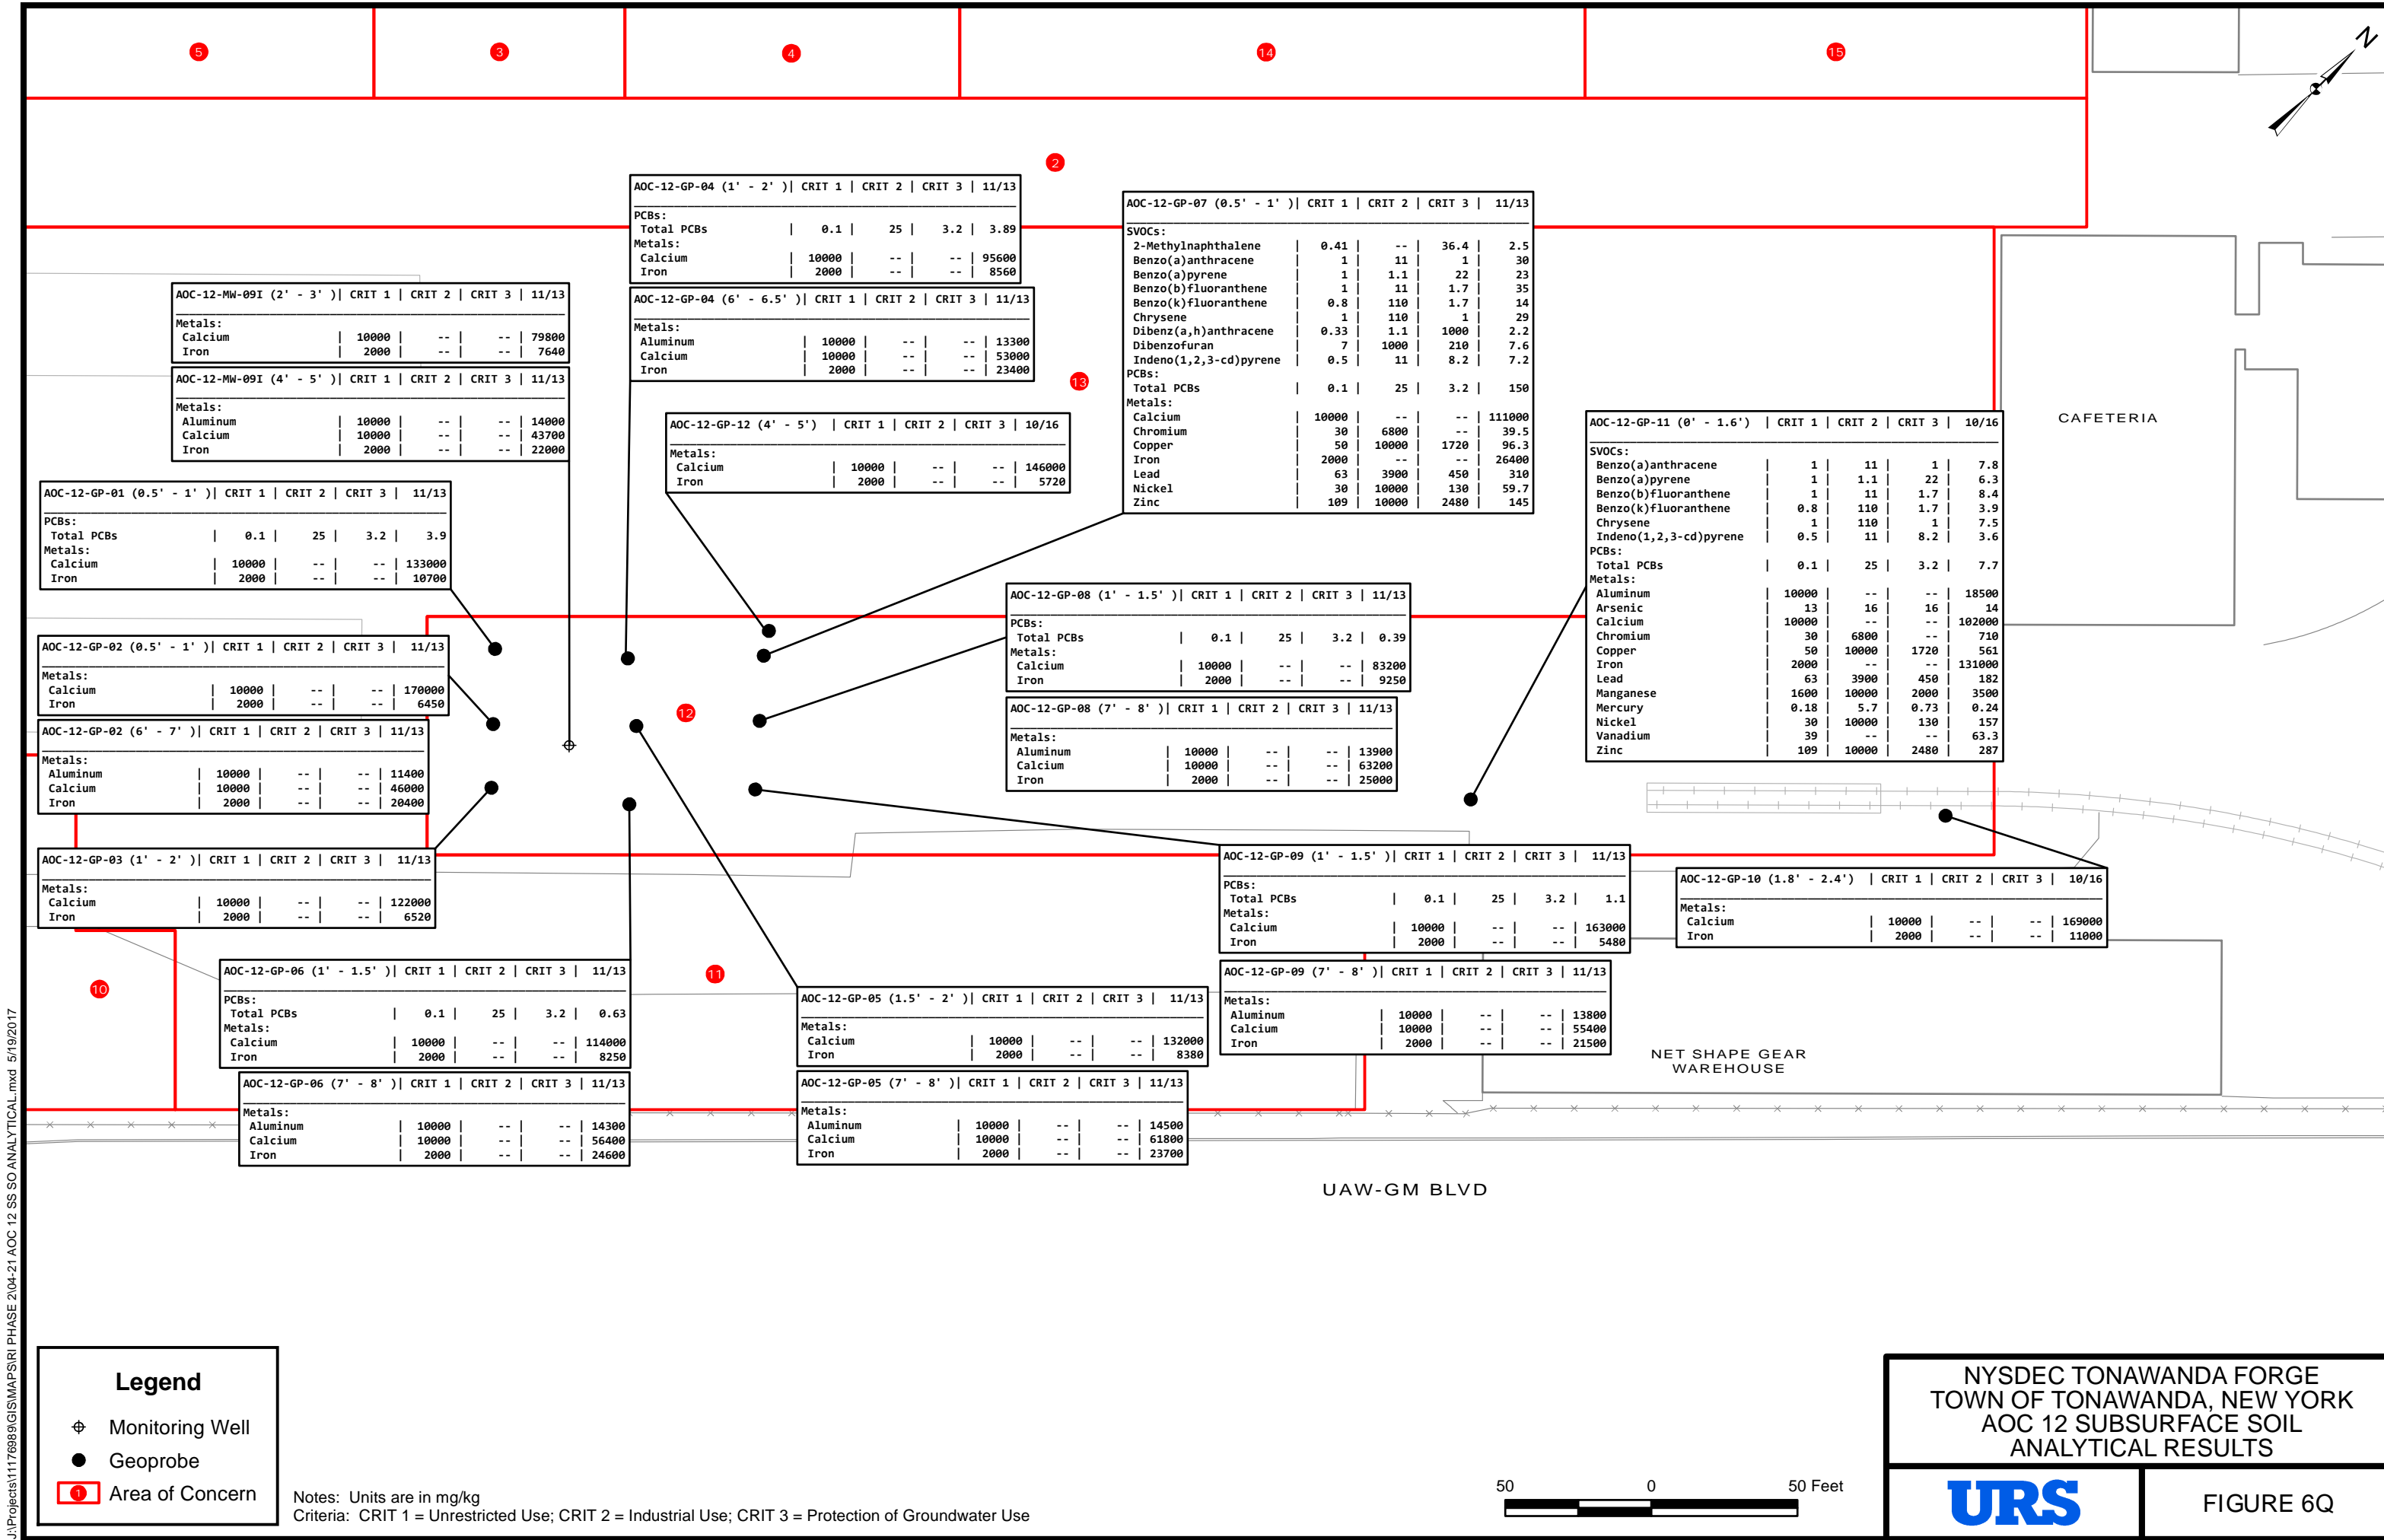 5
3
4
14
15
N
2
AOC-12-GP-04 (1' - 2' )| CRIT 1 | CRIT 2 | CRIT 3 | 11/13
PCBs:
Total PCBs | 0.1 | 25 | 3.2 | 3.89
Metals:
Calcium | 10000 | -- | -- | 95600
Iron | 2000 | -- | -- | 8560
AOC-12-GP-04 (6' - 6.5' )| CRIT 1 | CRIT 2 | CRIT 3 | 11/13
Metals:
Aluminum | 10000 | -- | -- | 13300
Calcium | 10000 | -- | -- | 53000
Iron | 2000 | -- | -- | 23400
AOC-12-GP-07 (0.5' - 1' )| CRIT 1 | CRIT 2 | CRIT 3 | 11/13
SVOCs:
2-Methylnaphthalene | 0.41 | -- | 36.4 | 2.5
Benzo(a)anthracene | 1 | 11 | 1 | 30
Benzo(a)pyrene | 1 | 1.1 | 22 | 23
Benzo(b)fluoranthene | 1 | 11 | 1.7 | 35
Benzo(k)fluoranthene | 0.8 | 110 | 1.7 | 14
Chrysene | 1 | 110 | 1 | 29
Dibenz(a,h)anthracene | 0.33 | 1.1 | 1000 | 2.2
Dibenzofuran | 7 | 1000 | 210 | 7.6
Indeno(1,2,3-cd)pyrene | 0.5 | 11 | 8.2 | 7.2
PCBs:
Total PCBs | 0.1 | 25 | 3.2 | 150
Metals:
Calcium | 10000 | -- | -- | 111000
Chromium | 30 | 6800 | -- | 39.5
Copper | 50 | 10000 | 1720 | 96.3
Iron | 2000 | -- | -- | 26400
Lead | 63 | 3900 | 450 | 310
Nickel | 30 | 10000 | 130 | 59.7
Zinc | 109 | 10000 | 2480 | 145
AOC-12-MW-09I (2' - 3' )| CRIT 1 | CRIT 2 | CRIT 3 | 11/13
Metals:
Calcium | 10000 | -- | -- | 79800
Iron | 2000 | -- | -- | 7640
AOC-12-MW-09I (4' - 5' )| CRIT 1 | CRIT 2 | CRIT 3 | 11/13
Metals:
Aluminum | 10000 | -- | -- | 14000
Calcium | 10000 | -- | -- | 43700
Iron | 2000 | -- | -- | 22000
13
AOC-12-GP-12 (4' - 5') | CRIT 1 | CRIT 2 | CRIT 3 | 10/16
Metals:
Calcium | 10000 | -- | -- | 146000
Iron | 2000 | -- | -- | 5720
CAFETERIA
AOC-12-GP-11 (0' - 1.6') | CRIT 1 | CRIT 2 | CRIT 3 | 10/16
SVOCs:
Benzo(a)anthracene | 1 | 11 | 1 | 7.8
Benzo(a)pyrene | 1 | 1.1 | 22 | 6.3
Benzo(b)fluoranthene | 1 | 11 | 1.7 | 8.4
Benzo(k)fluoranthene | 0.8 | 110 | 1.7 | 3.9
Chrysene | 1 | 110 | 1 | 7.5
Indeno(1,2,3-cd)pyrene | 0.5 | 11 | 8.2 | 3.6
PCBs:
Total PCBs | 0.1 | 25 | 3.2 | 7.7
Metals:
Aluminum | 10000 | -- | -- | 18500
Arsenic | 13 | 16 | 16 | 14
Calcium | 10000 | -- | -- | 102000
Chromium | 30 | 6800 | -- | 710
Copper | 50 | 10000 | 1720 | 561
Iron | 2000 | -- | -- | 131000
Lead | 63 | 3900 | 450 | 182
Manganese | 1600 | 10000 | 2000 | 3500
Mercury | 0.18 | 5.7 | 0.73 | 0.24
Nickel | 30 | 10000 | 130 | 157
Vanadium | 39 | -- | -- | 63.3
Zinc | 109 | 10000 | 2480 | 287
AOC-12-GP-01 (0.5' - 1' )| CRIT 1 | CRIT 2 | CRIT 3 | 11/13
PCBs:
Total PCBs | 0.1 | 25 | 3.2 | 3.9
Metals:
Calcium | 10000 | -- | -- | 133000
Iron | 2000 | -- | -- | 10700
AOC-12-GP-08 (1' - 1.5' )| CRIT 1 | CRIT 2 | CRIT 3 | 11/13
PCBs:
Total PCBs | 0.1 | 25 | 3.2 | 0.39
Metals:
Calcium | 10000 | -- | -- | 83200
Iron | 2000 | -- | -- | 9250
AOC-12-GP-08 (7' - 8' )| CRIT 1 | CRIT 2 | CRIT 3 | 11/13
Metals:
Aluminum | 10000 | -- | -- | 13900
Calcium | 10000 | -- | -- | 63200
Iron | 2000 | -- | -- | 25000
AOC-12-GP-02 (0.5' - 1' )| CRIT 1 | CRIT 2 | CRIT 3 | 11/13
Metals:
Calcium | 10000 | -- | -- | 170000
Iron | 2000 | -- | -- | 6450
12
AOC-12-GP-02 (6' - 7' )| CRIT 1 | CRIT 2 | CRIT 3 | 11/13
Metals:
Aluminum | 10000 | -- | -- | 11400
Calcium | 10000 | -- | -- | 46000
Iron | 2000 | -- | -- | 20400
AOC-12-GP-03 (1' - 2' )| CRIT 1 | CRIT 2 | CRIT 3 | 11/13
Metals:
Calcium | 10000 | -- | -- | 122000
Iron | 2000 | -- | -- | 6520
AOC-12-GP-09 (1' - 1.5' )| CRIT 1 | CRIT 2 | CRIT 3 | 11/13
PCBs:
Total PCBs | 0.1 | 25 | 3.2 | 1.1
Metals:
Calcium | 10000 | -- | -- | 163000
Iron | 2000 | -- | -- | 5480
AOC-12-GP-10 (1.8' - 2.4') | CRIT 1 | CRIT 2 | CRIT 3 | 10/16
Metals:
Calcium | 10000 | -- | -- | 169000
Iron | 2000 | -- | -- | 11000
10
11
AOC-12-GP-06 (1' - 1.5' )| CRIT 1 | CRIT 2 | CRIT 3 | 11/13
PCBs:
Total PCBs | 0.1 | 25 | 3.2 | 0.63
Metals:
Calcium | 10000 | -- | -- | 114000
Iron | 2000 | -- | -- | 8250
AOC-12-GP-05 (1.5' - 2' )| CRIT 1 | CRIT 2 | CRIT 3 | 11/13
Metals:
Calcium | 10000 | -- | -- | 132000
Iron | 2000 | -- | -- | 8380
AOC-12-GP-09 (7' - 8' )| CRIT 1 | CRIT 2 | CRIT 3 | 11/13
Metals:
Aluminum | 10000 | -- | -- | 13800
Calcium | 10000 | -- | -- | 55400
Iron | 2000 | -- | -- | 21500
NET SHAPE GEAR
WAREHOUSE
AOC-12-GP-06 (7' - 8' )| CRIT 1 | CRIT 2 | CRIT 3 | 11/13
Metals:
Aluminum | 10000 | -- | -- | 14300
Calcium | 10000 | -- | -- | 56400
Iron | 2000 | -- | -- | 24600
AOC-12-GP-05 (7' - 8' )| CRIT 1 | CRIT 2 | CRIT 3 | 11/13
Metals:
Aluminum | 10000 | -- | -- | 14500
Calcium | 10000 | -- | -- | 61800
Iron | 2000 | -- | -- | 23700
UAW-GM BLVD
J:\Projects\11176989\GIS\MAPS\RI PHASE 2\04-21 AOC 12 SS SO ANALYTICAL.mxd 5/19/2017
Legend
Monitoring Well
Geoprobe
1 Area of Concern
Notes: Units are in mg/kg
Criteria: CRIT 1 = Unrestricted Use; CRIT 2 = Industrial Use; CRIT 3 = Protection of Groundwater Use
50 0 50 Feet
NYSDEC TONAWANDA FORGE
TOWN OF TONAWANDA, NEW YORK
AOC 12 SUBSURFACE SOIL
ANALYTICAL RESULTS
URS
FIGURE 6Q